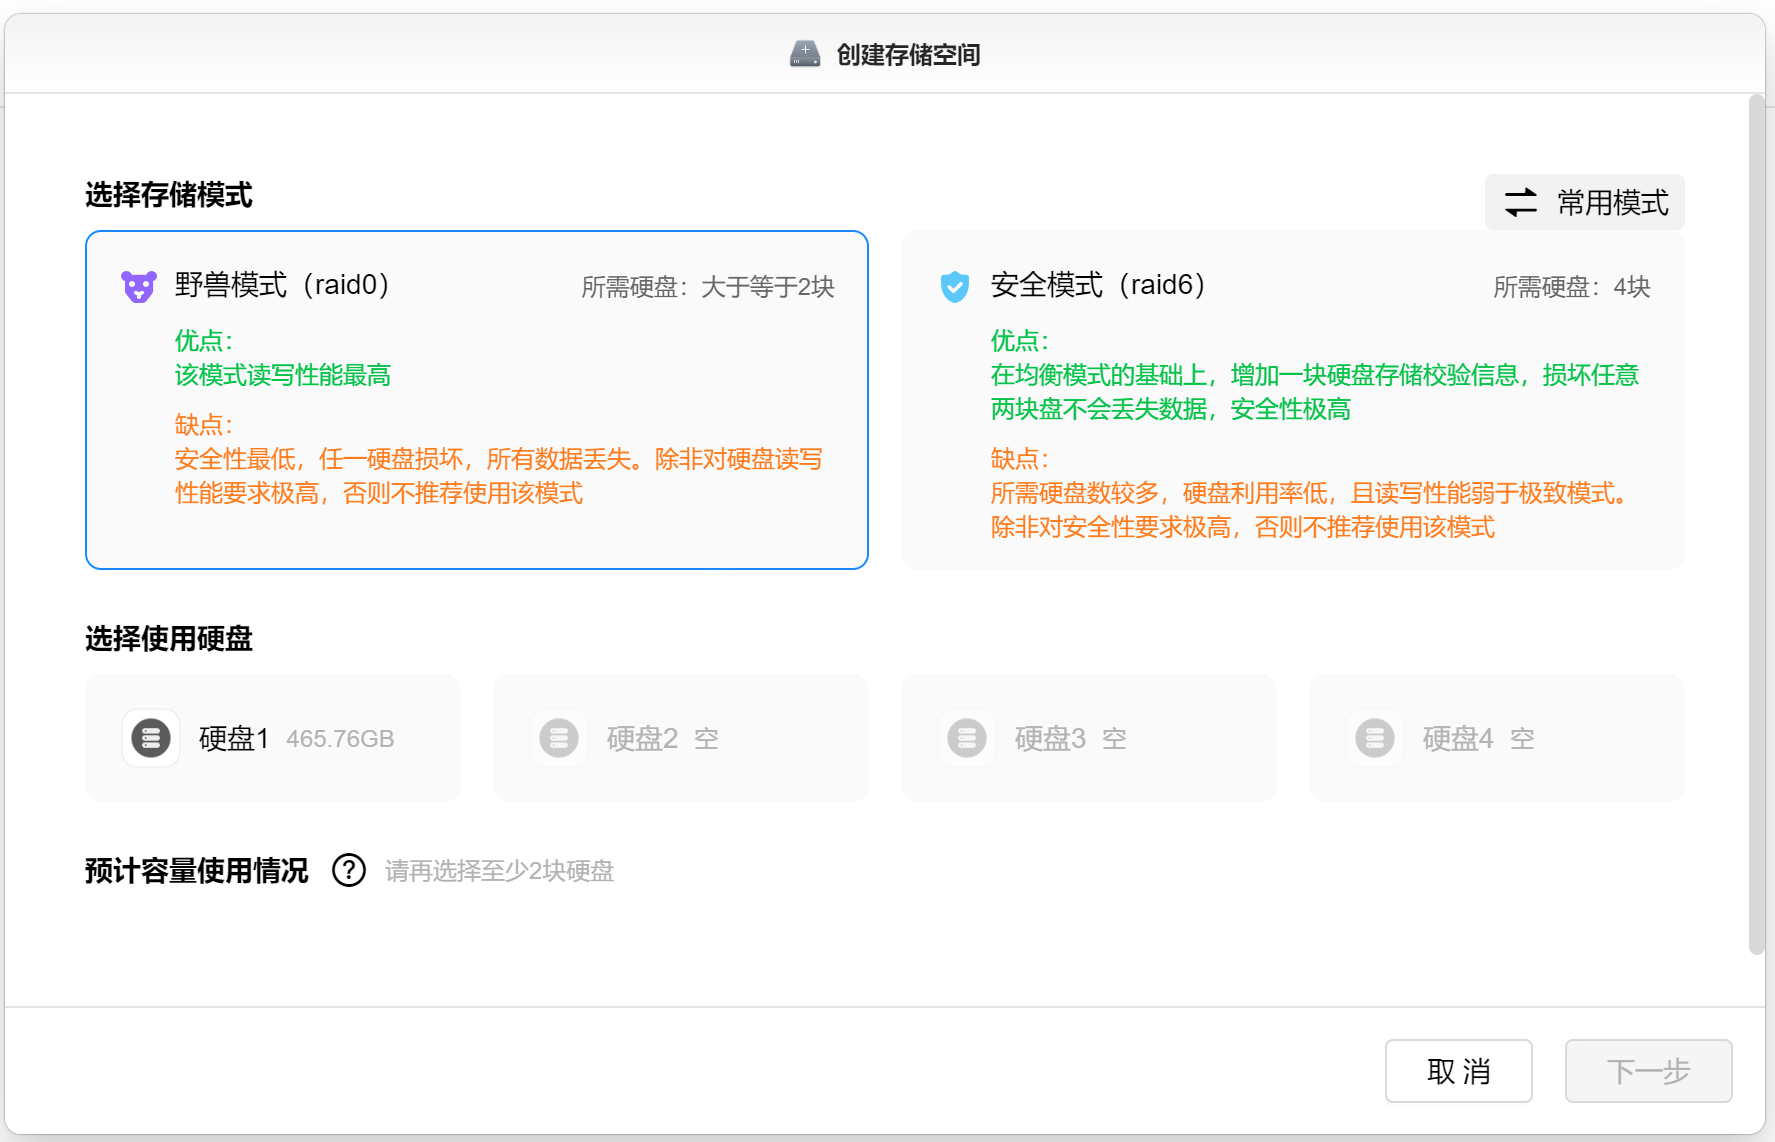 创建存储空间
选择存储模式
常用模式
野兽模式（raid0）
所需硬盘：大于等于2块
优点：
该模式读写性能最高
缺点：
安全性最低，任一硬盘损坏，所有数据丢失。除非对硬盘读写
性能要求极高，否则不推荐使用该模式
安全模式（raid6）
所需硬盘：4块
优点：
在均衡模式的基础上，增加一块硬盘存储校验信息，损坏任意
两块盘不会丢失数据，安全性极高
缺点：
所需硬盘数较多，硬盘利用率低，且读写性能弱于极致模式。
除非对安全性要求极高，否则不推荐使用该模式
选择使用硬盘
硬盘1 465.76GB
硬盘2 空
硬盘3 空
硬盘4 空
预计容量使用情况 ? 请再选择至少2块硬盘
取 消
下一步